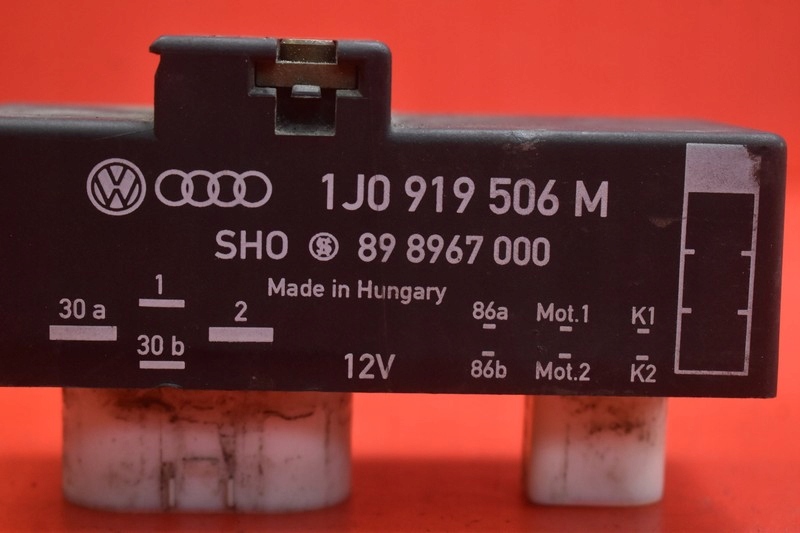 1J0 919 506 M
SHO 89 8967 000
Made in Hungary
30 a 1 2 86a Mot.1 K1
30 b 12V 86b Mot.2 K2